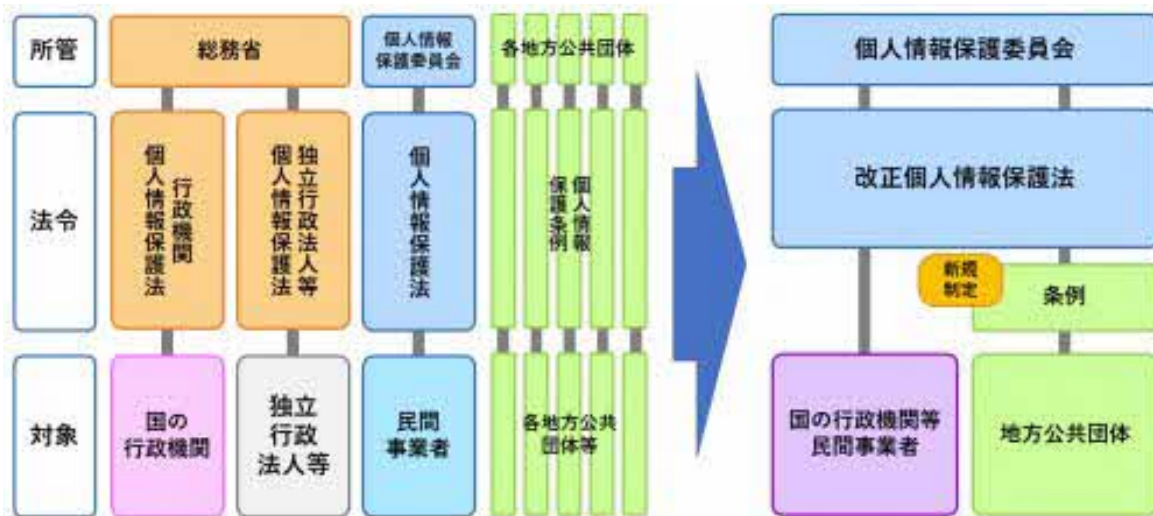 所管
総務省
個人情報
保護委員会
各地方公共団体
法令
行政機関
個人情報保護法
独立行政法人等
個人情報保護法
個人情報保護法
個人情報
保護条例
対象
国の
行政機関
独立
行政
法人等
民間
事業者
各地方公共
団体等
個人情報保護委員会
改正個人情報保護法
新規
制定
条例
国の行政機関等
民間事業者
地方公共団体